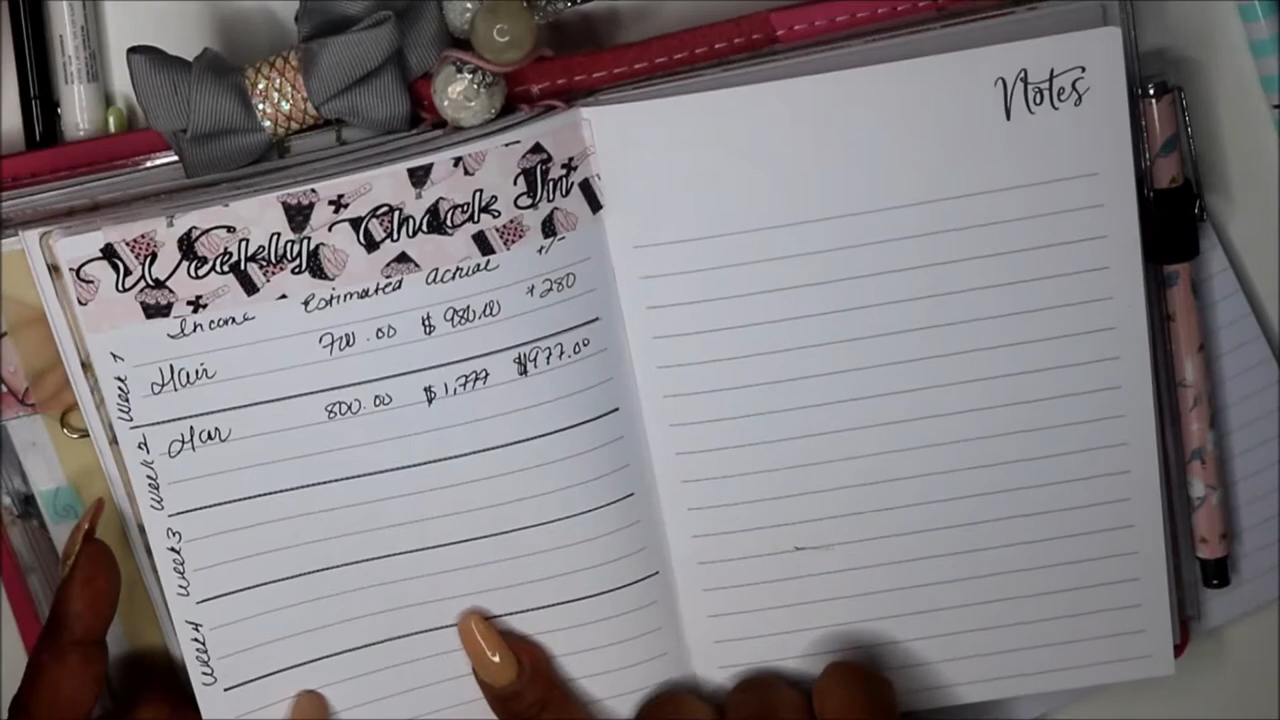 Notes
Weekly Check In
Income Estimated Actual +/-
Week 1
Hair 700.00 $ 980.00 +280
Week 2
Hair 800.00 $ 1,777 $977.00
Week 3
Week 4